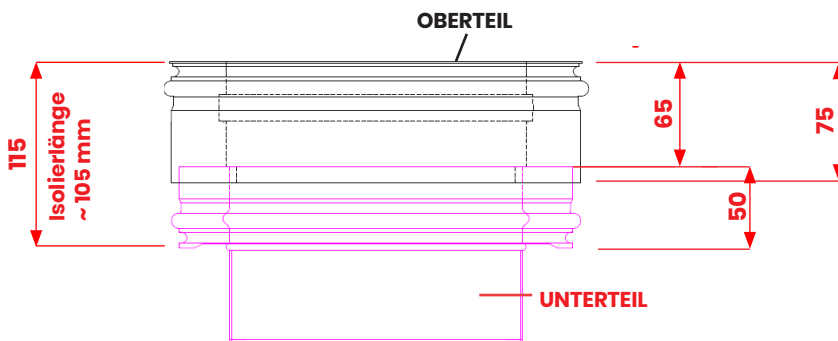 OBERTEIL
115
Isolierlänge
~ 105 mm
65
75
50
UNTERTEIL